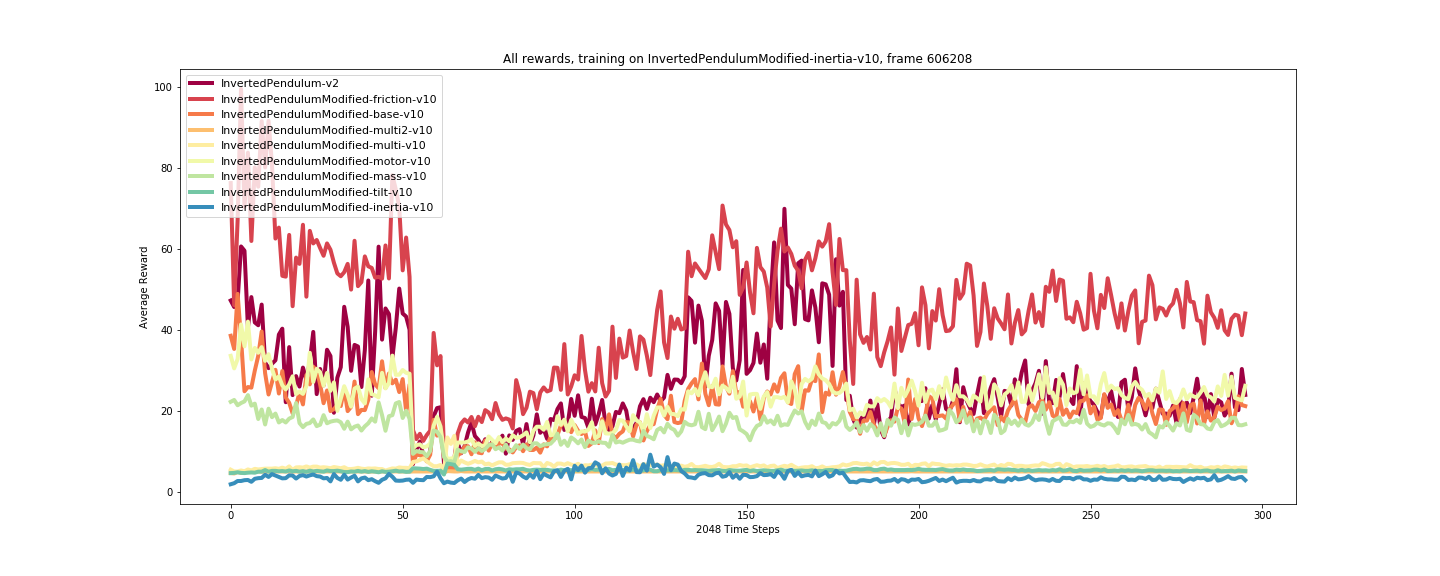 All rewards, training on InvertedPendulumModified-inertia-v10, frame 606208
InvertedPendulum-v2
InvertedPendulumModified-friction-v10
InvertedPendulumModified-base-v10
InvertedPendulumModified-multi2-v10
InvertedPendulumModified-multi-v10
InvertedPendulumModified-motor-v10
InvertedPendulumModified-mass-v10
InvertedPendulumModified-tilt-v10
InvertedPendulumModified-inertia-v10
Average Reward
100
80
60
40
20
0
0 50 100 150 200 250 300
2048 Time Steps